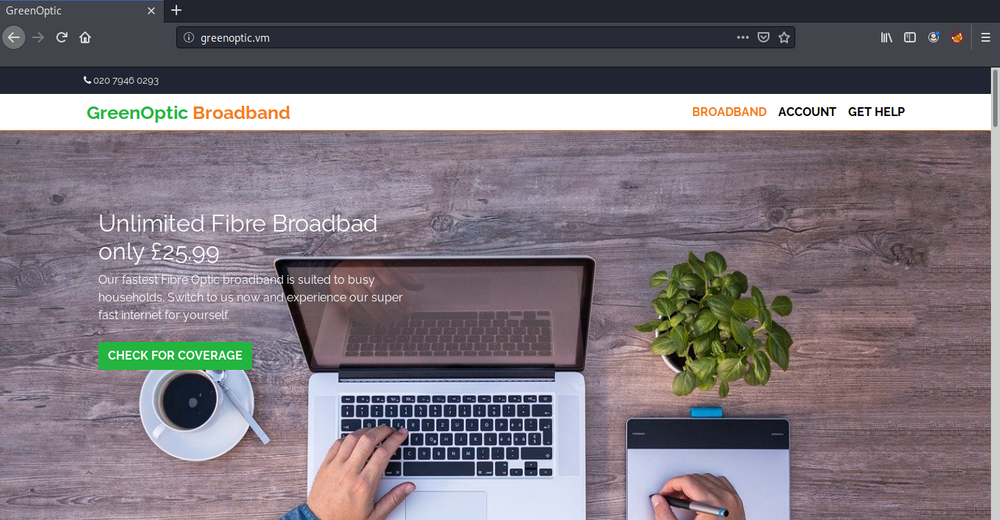 GreenOptic
greenoptic.vm
020 7946 0293
GreenOptic Broadband
BROADBAND ACCOUNT GET HELP
Unlimited Fibre Broadbad
only £25.99
Our fastest Fibre Optic broadband is suited to busy
households. Switch to us now and experience our super
fast internet for yourself.
CHECK FOR COVERAGE